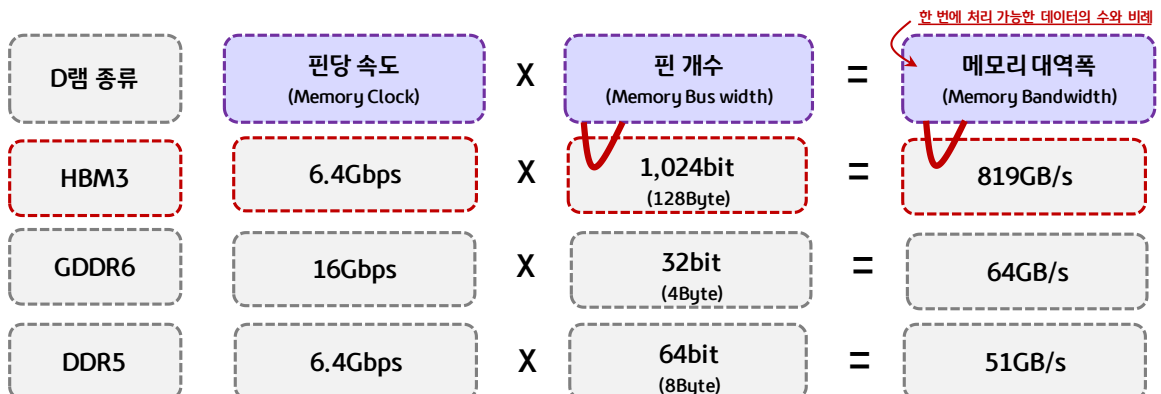 한 번에 처리 가능한 데이터의 수와 비례
D램 종류 핀당 속도 X 핀 개수 = 메모리 대역폭
(Memory Clock) (Memory Bus width) (Memory Bandwidth)
HBM3 6.4Gbps X 1,024bit = 819GB/s
(128Byte)
GDDR6 16Gbps X 32bit = 64GB/s
(4Byte)
DDR5 6.4Gbps X 64bit = 51GB/s
(8Byte)